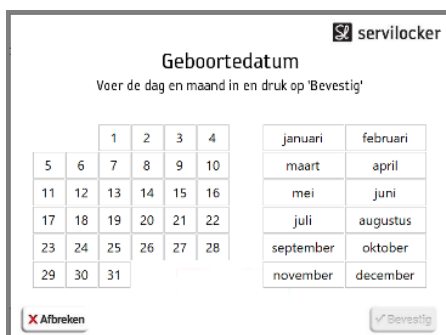 servilocker
Geboortedatum
Voer de dag en maand in en druk op 'Bevestig'
1 2 3 4 januari februari
5 6 7 8 9 10 maart april
11 12 13 14 15 16 mei juni
17 18 19 20 21 22 juli augustus
23 24 25 26 27 28 september oktober
29 30 31 november december
Afbreken Bevestig